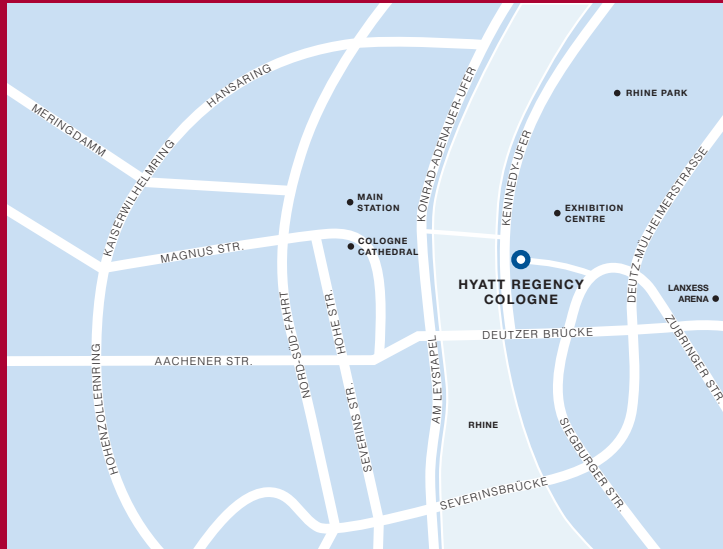 HANSARING
MERINGDAMM
KAISERWILHELMRING
KONRAD-ADENAUER-UFER
KENINEDY-UFER
RHINE PARK
DEUTZ-MÜLHEIMERSTRASSE
MAIN
STATION
EXHIBITION
CENTRE
COLOGNE
CATHEDRAL
MAGNUS STR.
HYATT REGENCY
COLOGNE
LANXESS
ARENA
ZUBRINGER STR.
NORD-SÜD-FAHRT
HOHE STR.
DEUTZER BRÜCKE
AACHENER STR.
HOHENZOLLERNRING
AM LEYSTAPEL
SEVERINS STR.
RHINE
SIEGBURGER STR.
SEVERINSBRÜCKE